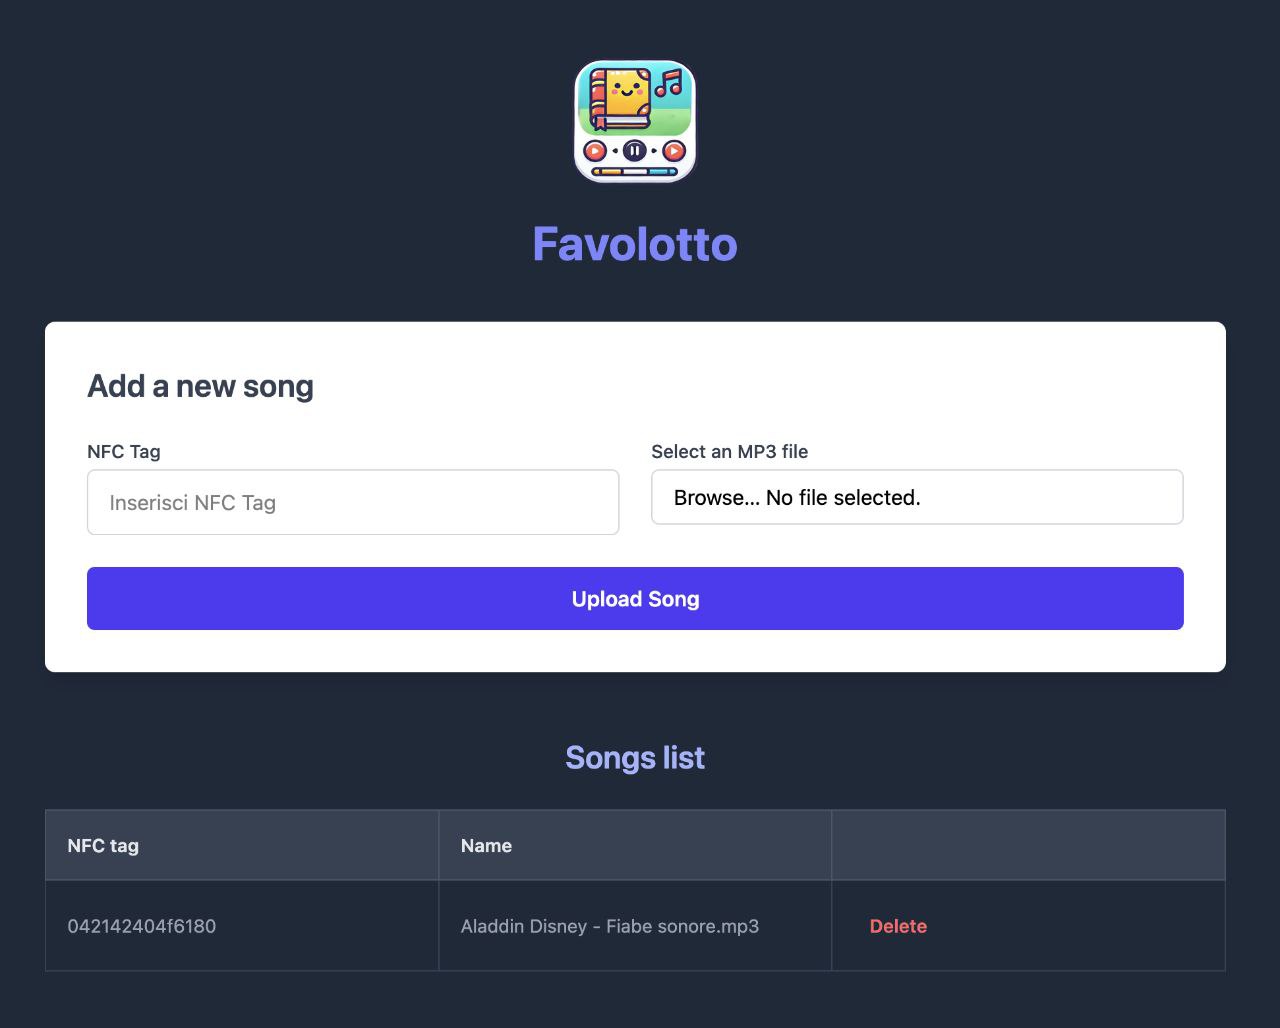 Favolotto
Add a new song
NFC Tag
Select an MP3 file
Inserisci NFC Tag
Browse... No file selected.
Upload Song
Songs list
NFC tag
Name
042142404f6180
Aladdin Disney - Fiabe sonore.mp3
Delete